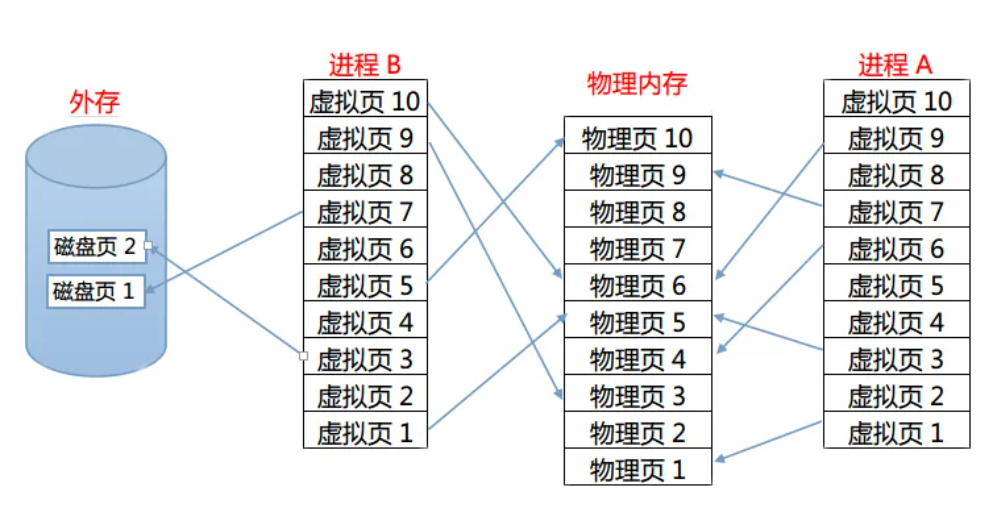 外存
磁盘页 2
磁盘页 1
进程 B
虚拟页 10
虚拟页 9
虚拟页 8
虚拟页 7
虚拟页 6
虚拟页 5
虚拟页 4
虚拟页 3
虚拟页 2
虚拟页 1
物理内存
物理页 10
物理页 9
物理页 8
物理页 7
物理页 6
物理页 5
物理页 4
物理页 3
物理页 2
物理页 1
进程 A
虚拟页 10
虚拟页 9
虚拟页 8
虚拟页 7
虚拟页 6
虚拟页 5
虚拟页 4
虚拟页 3
虚拟页 2
虚拟页 1